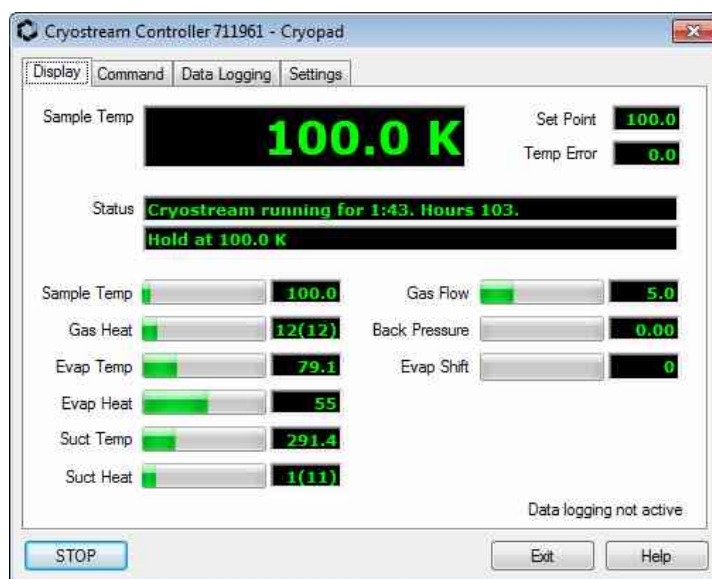 Cryostream Controller 711961 - Cryopad
Display Command Data Logging Settings
Sample Temp 100.0 K
Set Point 100.0
Temp Error 0.0
Status Cryostream running for 1:43. Hours 103.
Hold at 100.0 K
Sample Temp 100.0
Gas Heat 12(12)
Evap Temp 79.1
Evap Heat 55
Suct Temp 291.4
Suct Heat 1(11)
Gas Flow 5.0
Back Pressure 0.00
Evap Shift 0
Data logging not active
STOP Exit Help